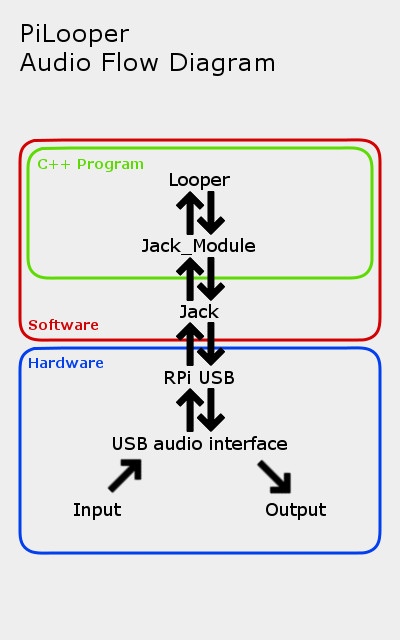 PiLooper
Audio Flow Diagram
C++ Program
Looper
Jack_Module
Jack
Software
Hardware
RPi USB
USB audio interface
Input
Output